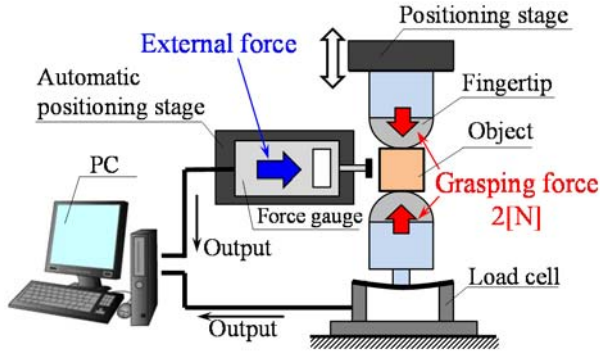 Positioning stage
External force
Automatic
positioning stage
Fingertip
Object
PC
Grasping force
2[N]
Force gauge
Output
Load cell
Output